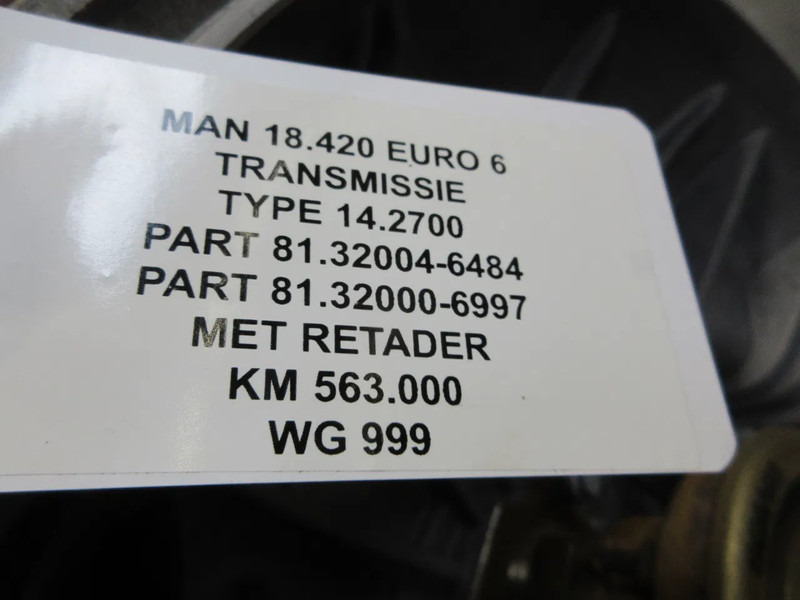 MAN 18.420 EURO 6
TRANSMISSIE
TYPE 14.2700
PART 81.32004-6484
PART 81.32000-6997
MET RETADER
KM 563.000
WG 999